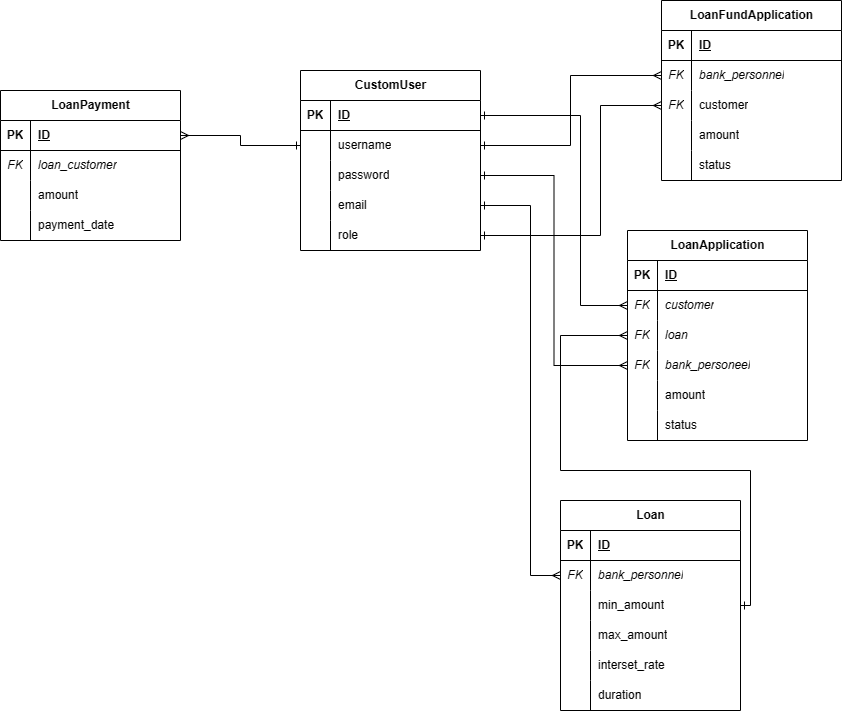 LoanFundApplication
PK ID
FK bank_personnel
FK customer
amount
status
CustomUser
PK ID
username
password
email
role
LoanPayment
PK ID
FK loan_customer
amount
payment_date
LoanApplication
PK ID
FK customer
FK loan
FK bank_personeel
amount
status
Loan
PK ID
FK bank_personnel
min_amount
max_amount
interset_rate
duration